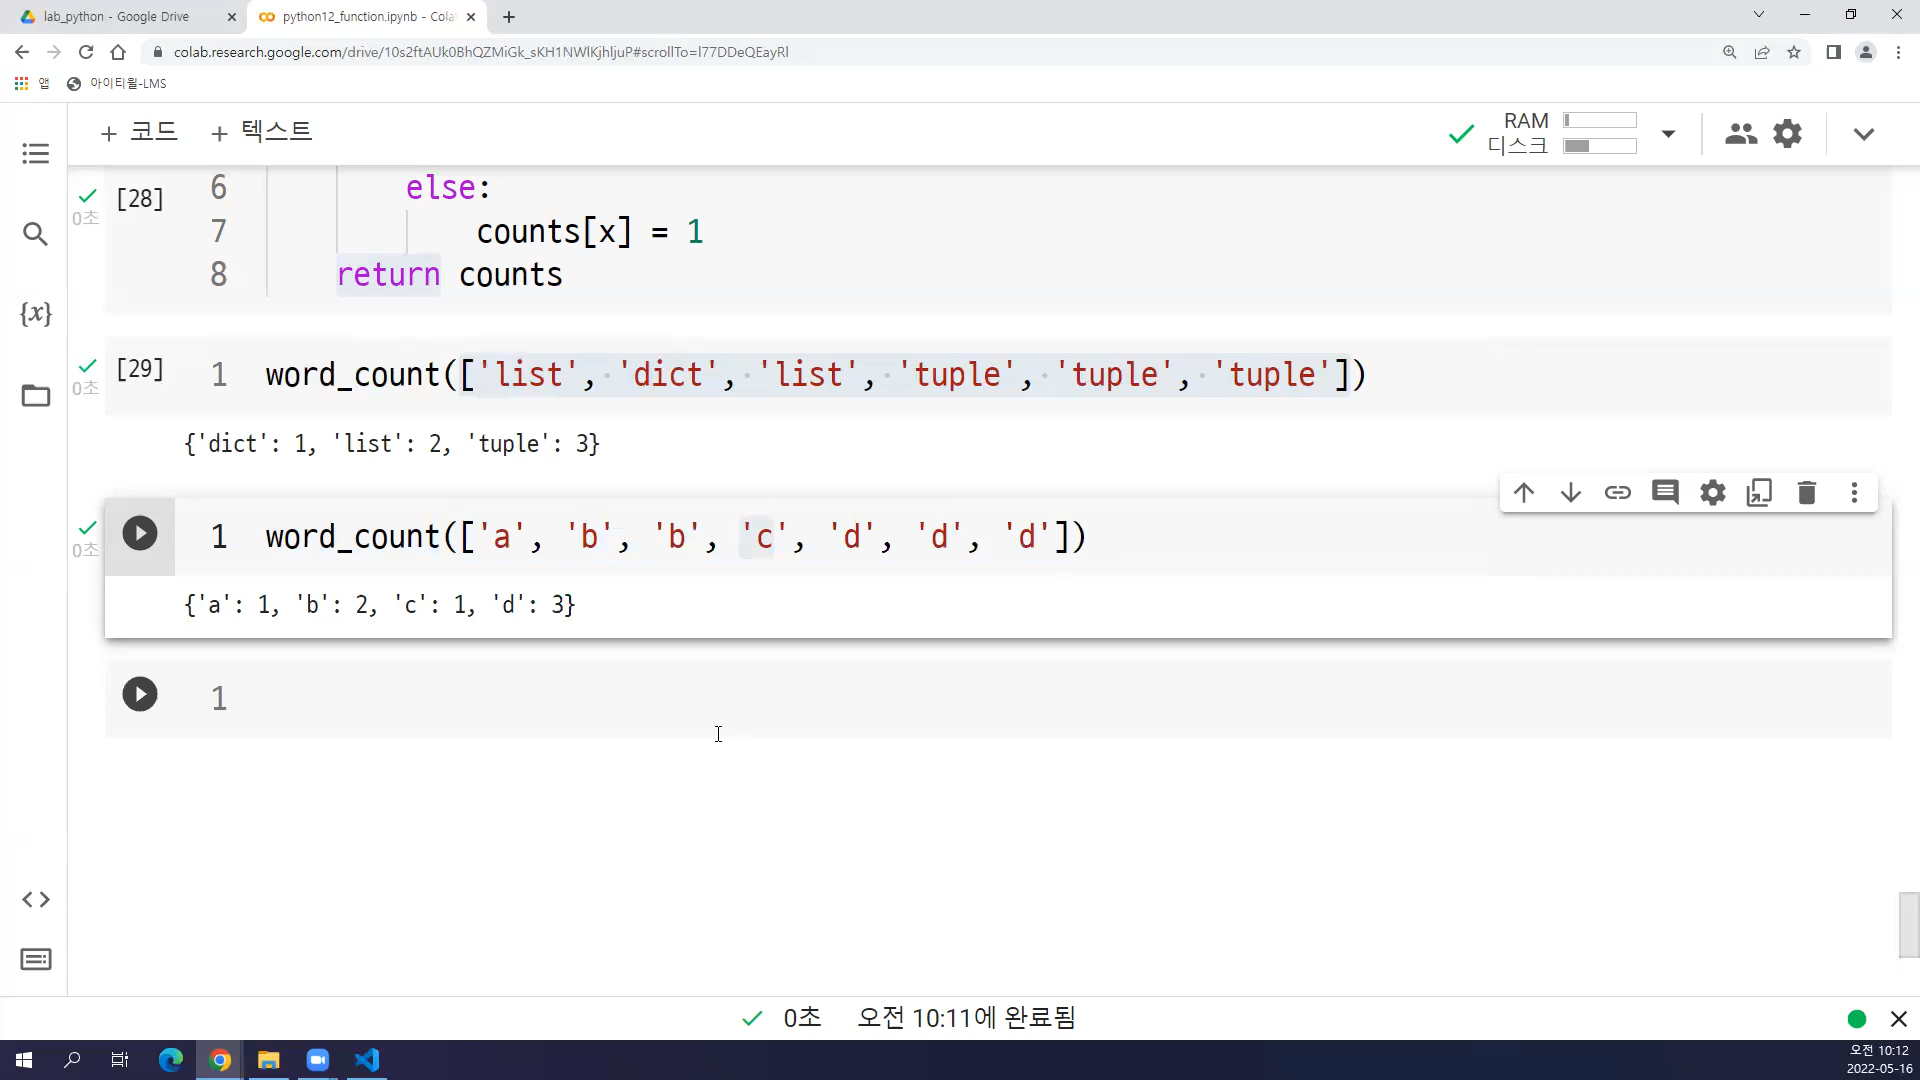 lab_python - Google Drive
python12_function.ipynb - Cola
colab.research.google.com/drive/10s2ftAUk0BhQZMiGk_sKH1NWlKjhljuP#scrollTo=l77DDeQEayRl
앱
아이티윌-LMS
+ 코드
+ 텍스트
RAM
디스크
{x}
[28]
0초
6 else:
7 counts[x] = 1
8 return counts
[29]
0초
1 word_count(['list', 'dict', 'list', 'tuple', 'tuple', 'tuple'])
{'dict': 1, 'list': 2, 'tuple': 3}
0초
1 word_count(['a', 'b', 'b', 'c', 'd', 'd', 'd'])
{'a': 1, 'b': 2, 'c': 1, 'd': 3}
1
0초 오전 10:11에 완료됨
오전 10:12
2022-05-16